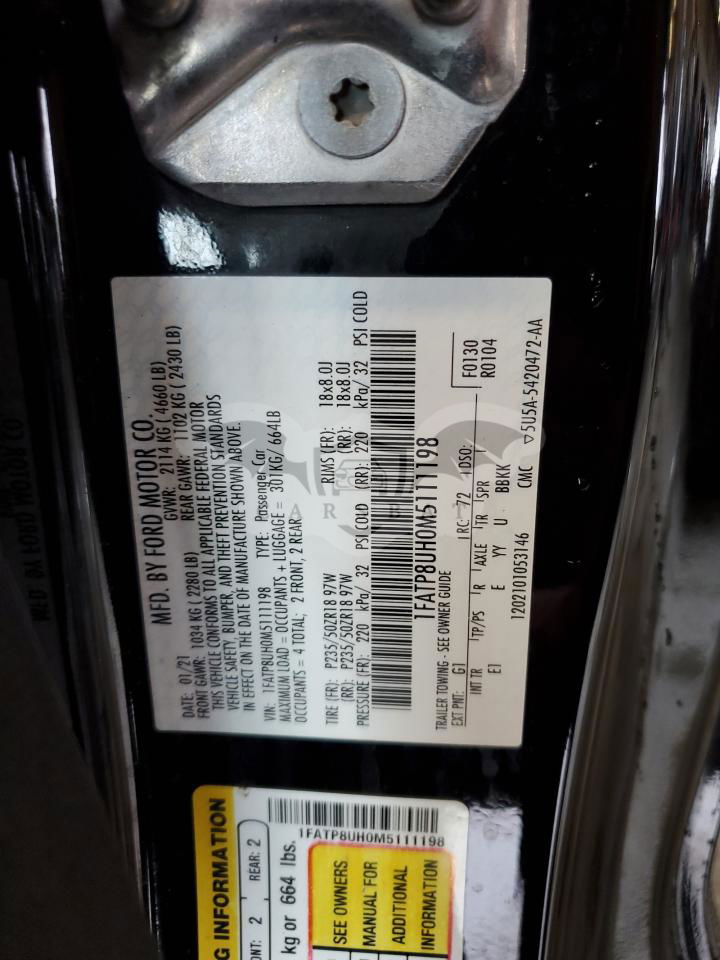 MFD. BY FORD MOTOR CO.
DATE: 01/21 GVWR: 2114 KG ( 4660 LB)
FRONT GAWR: 1034 KG ( 2280 LB) REAR GAWR: 1102 KG ( 2430 LB)
THIS VEHICLE CONFORMS TO ALL APPLICABLE FEDERAL MOTOR
VEHICLE SAFETY, BUMPER, AND THEFT PREVENTION STANDARDS
IN EFFECT ON THE DATE OF MANUFACTURE SHOWN ABOVE.
VIN: 1FATP8UH0M5111198 TYPE: Passenger Car
MAXIMUM LOAD = OCCUPANTS + LUGGAGE = 301KG/ 664LB
OCCUPANTS = 4 TOTAL; 2 FRONT, 2 REAR
TIRE (FR): P235/50ZR18 97W RIMS (FR): 18x8.0J
(RR): P235/50ZR18 97W (RR): 18x8.0J
PRESSURE (FR): 220 kPa/ 32 PSI COLD (RR): 220 kPa/ 32 PSI COLD
1FATP8UH0M5111198
TRAILER TOWING - SEE OWNER GUIDE
EXT PNT: G1 RC: 72 DSO: F0130
R0104
INT TR TP/PS R AXLE TR SPR
E1 E YY U BBKK
1202101053146 CMC ▽5U5A-5420472-AA
G INFORMATION
ONT: 2 REAR: 2
kg or 664 lbs.
1FATP8UH0M5111198
SEE OWNERS
MANUAL FOR
ADDITIONAL
INFORMATION